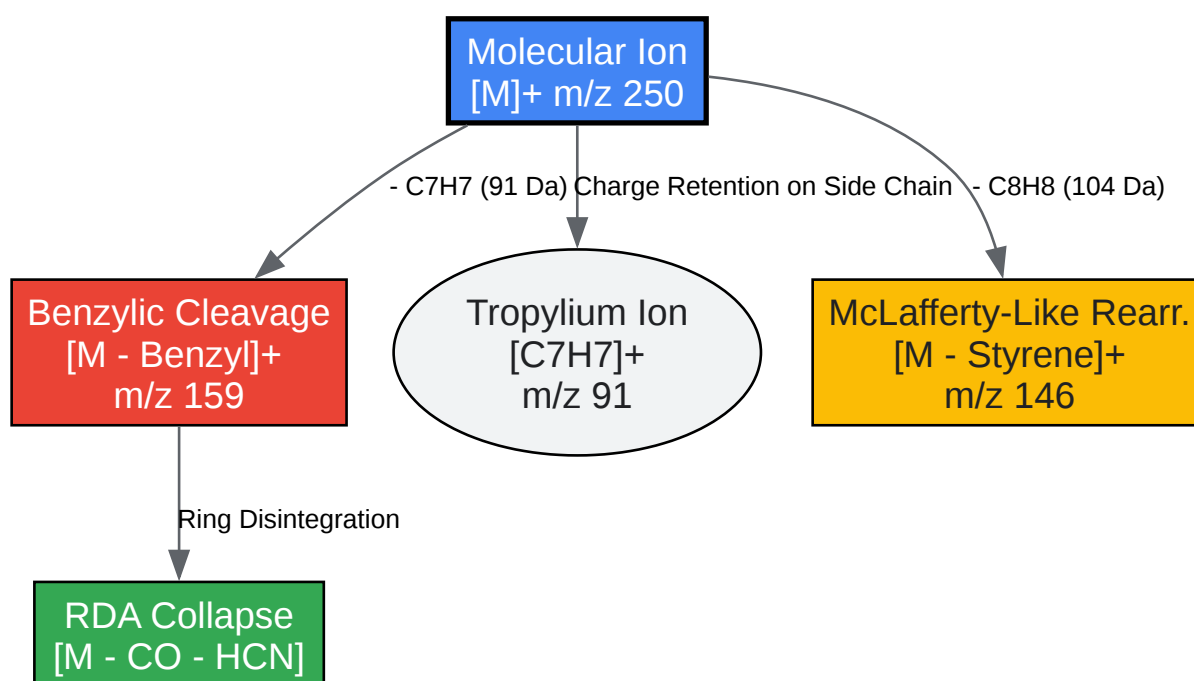 Molecular Ion
[M]+ m/z 250
- C7H7 (91 Da)
Charge Retention on Side Chain
- C8H8 (104 Da)
Benzylic Cleavage
[M - Benzyl]+
m/z 159
Tropylium Ion
[C7H7]+
m/z 91
McLafferty-Like Rearr.
[M - Styrene]+
m/z 146
Ring Disintegration
RDA Collapse
[M - CO - HCN]